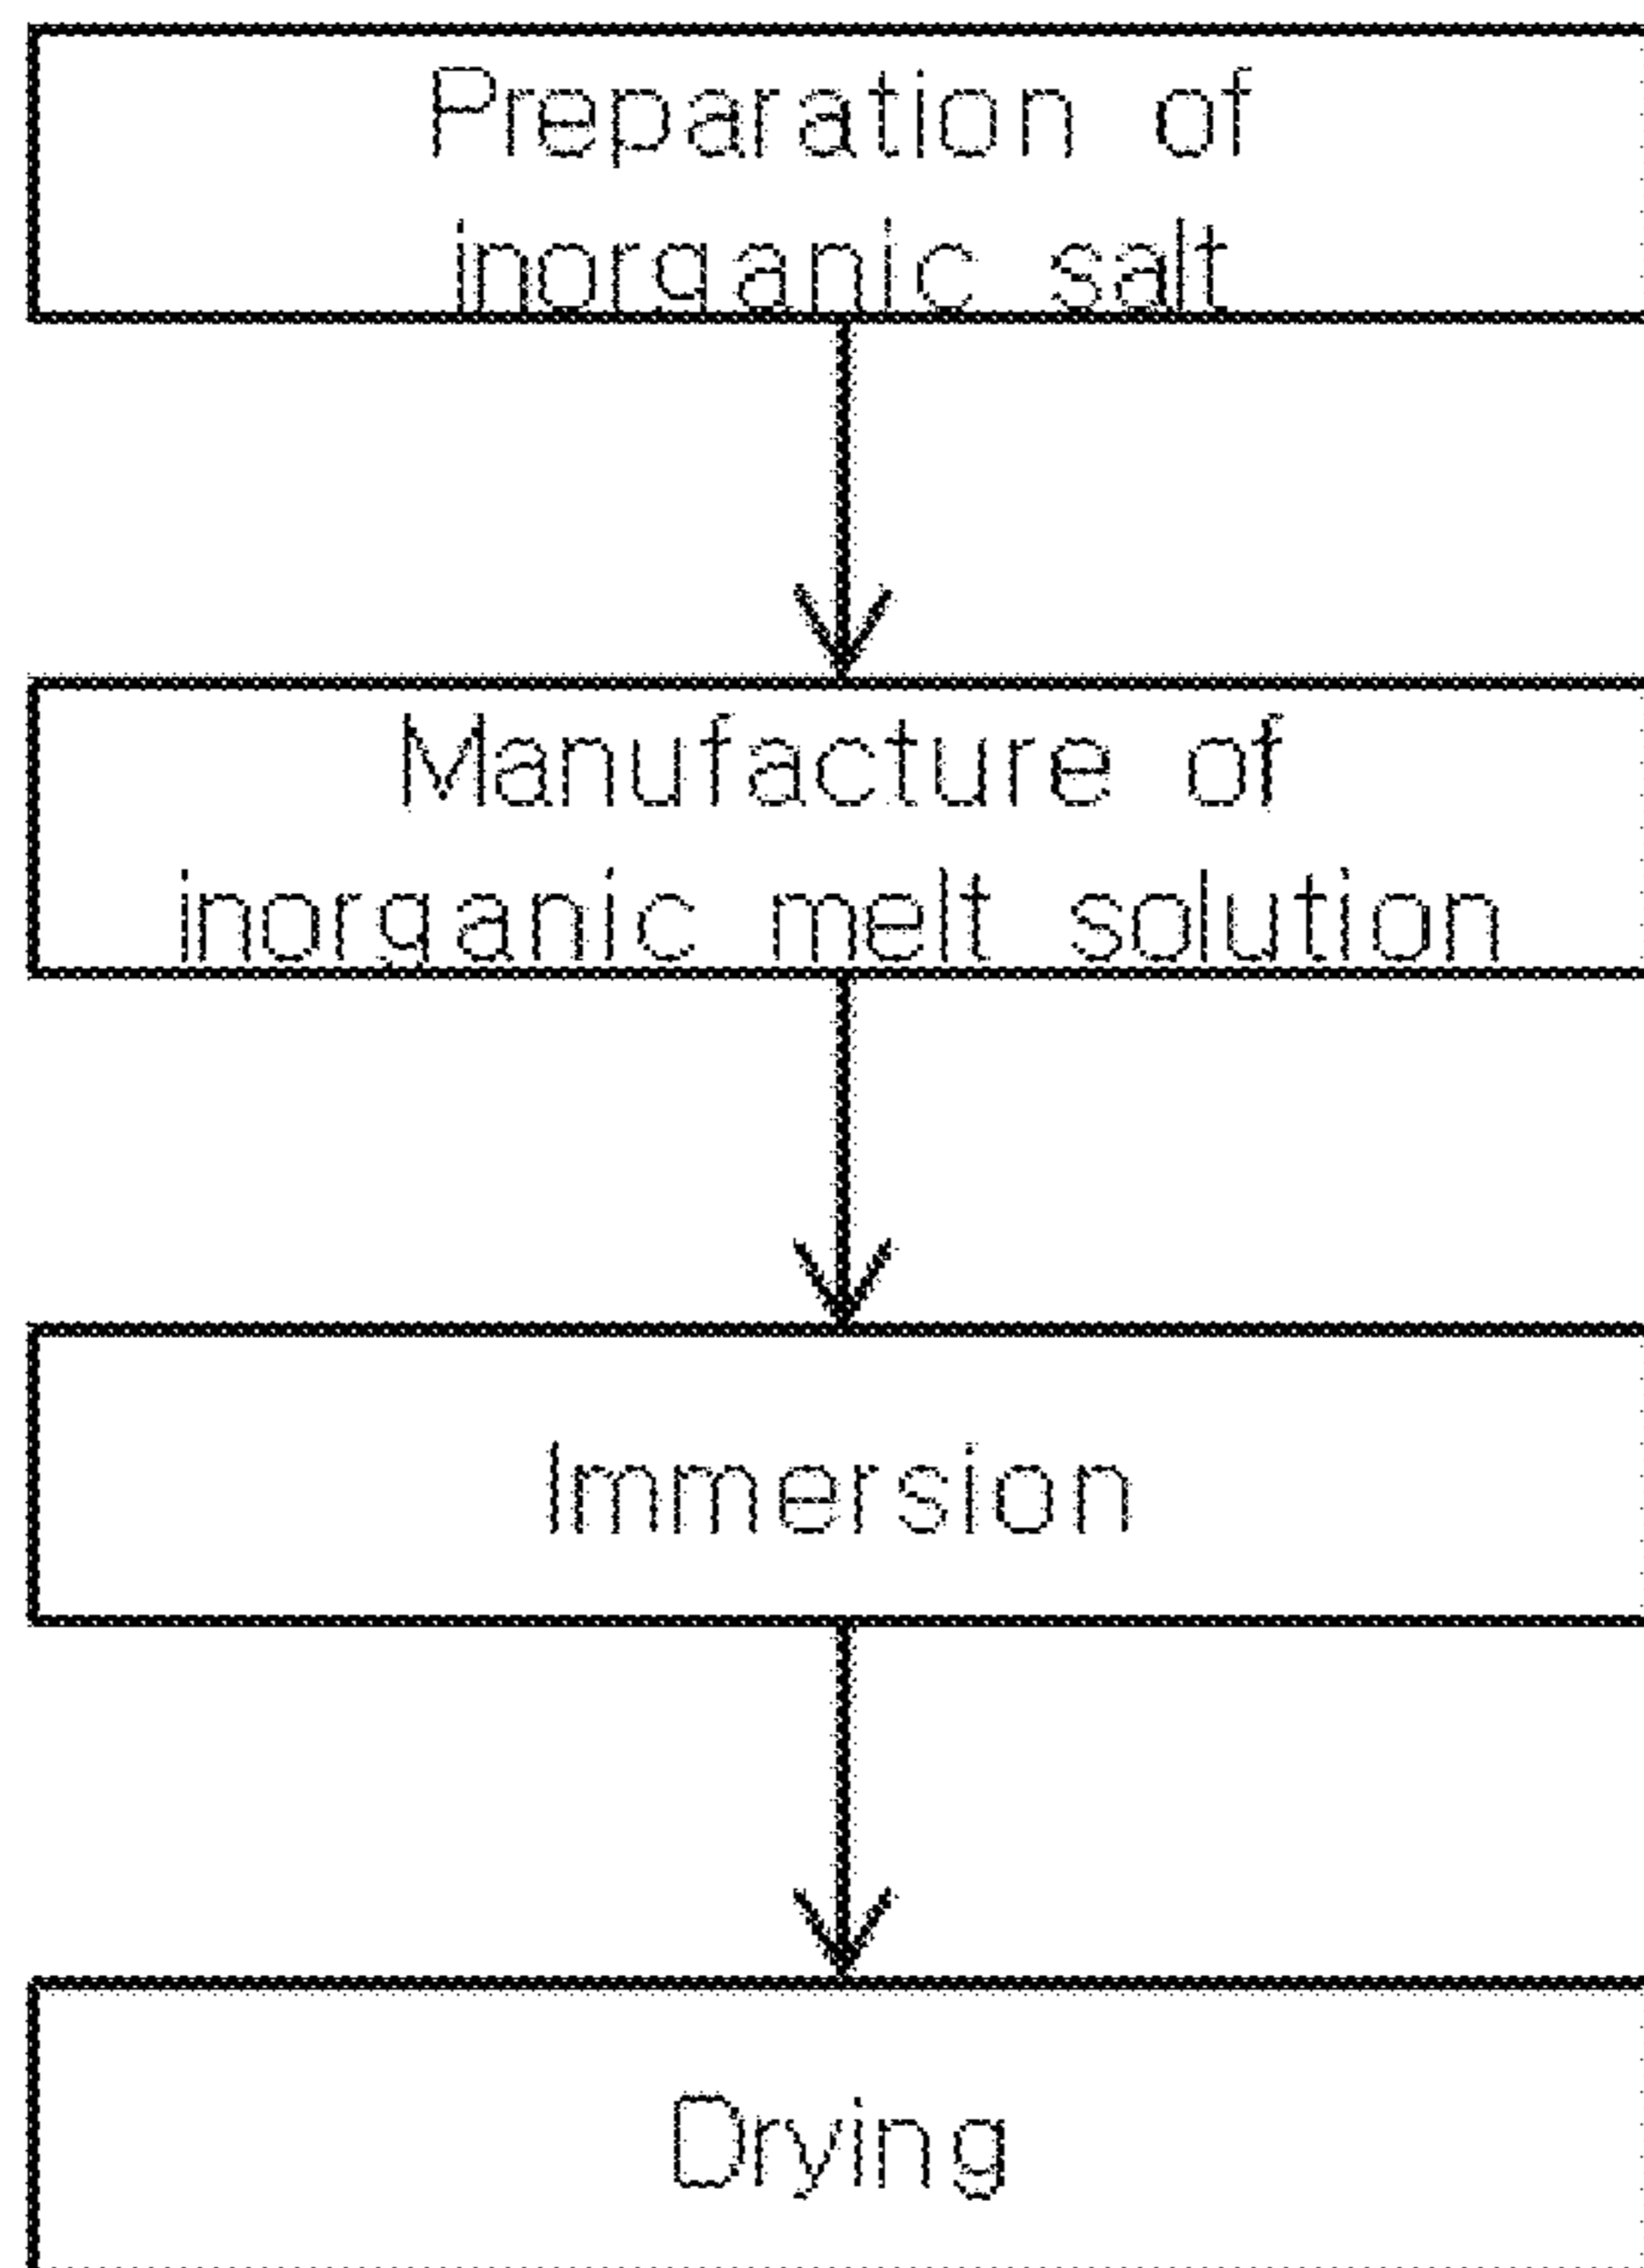 Preparation of
inorganic salt
Manufacture of
inorganic melt solution
Immersion
Drying